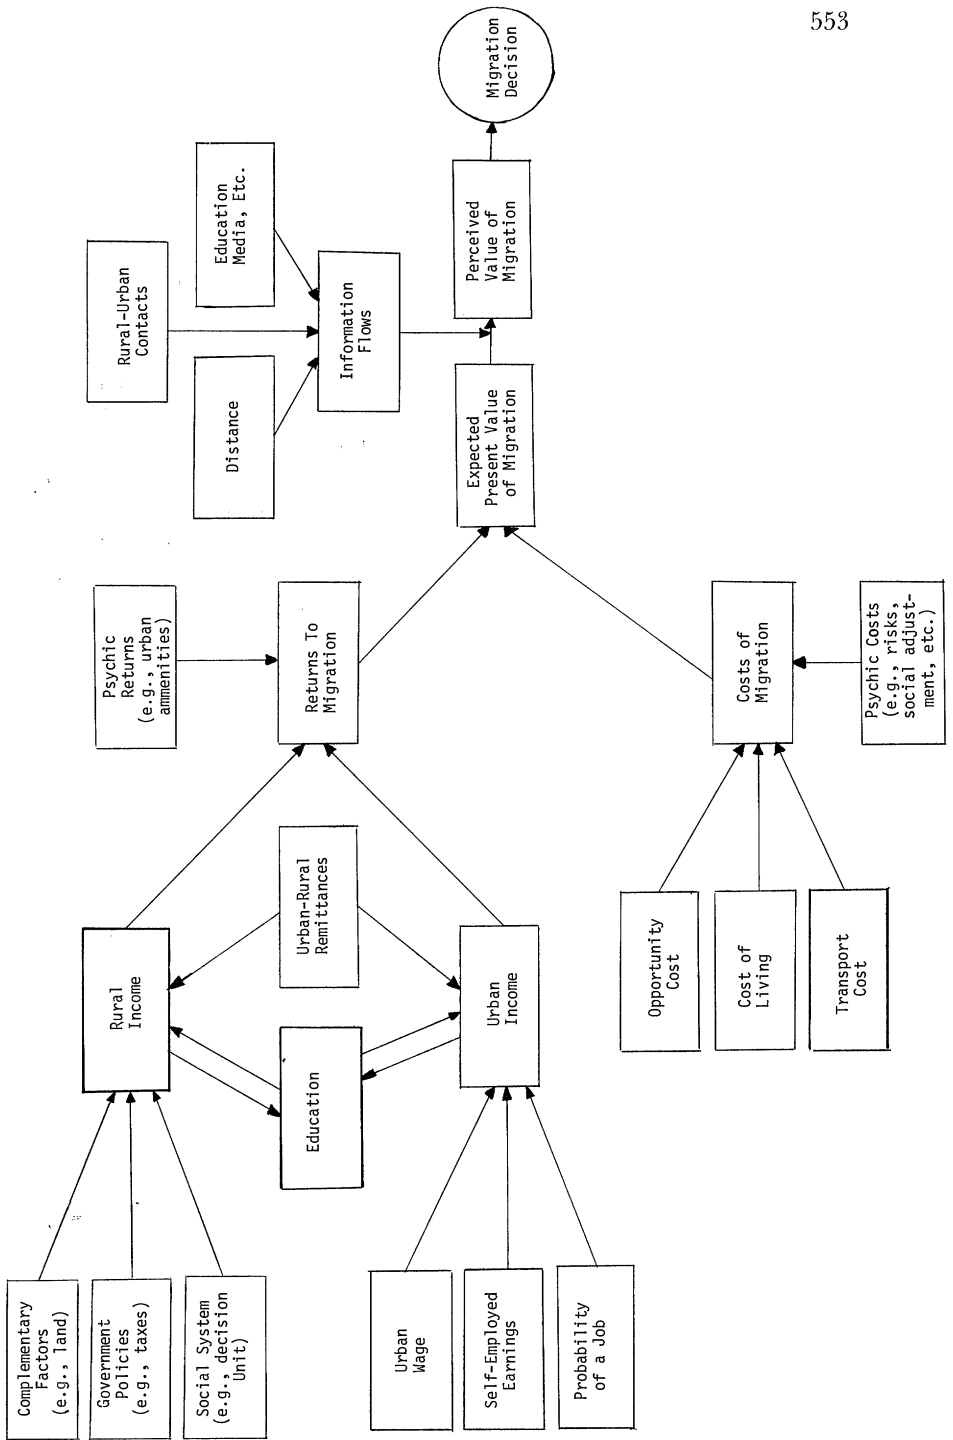 553
Complementary
Factors
(e.g., land)
Government
Policies
(e.g., taxes)
Social System
(e.g., decision
Unit)
Urban
Wage
Self-Employed
Earnings
Probability
of a Job
Rural
Income
Education
Urban-Rural
Remittances
Urban
Income
Opportunity
Cost
Cost of
Living
Transport
Cost
Psychic
Returns
(e.g., urban
ammenities)
Returns To
Migration
Costs of
Migration
Psychic Costs
(e.g., risks,
social adjust-
ment, etc.)
Rural-Urban
Contacts
Distance
Education
Media, Etc.
Information
Flows
Expected
Present Value
of Migration
Perceived
Value of
Migration
Migration
Decision